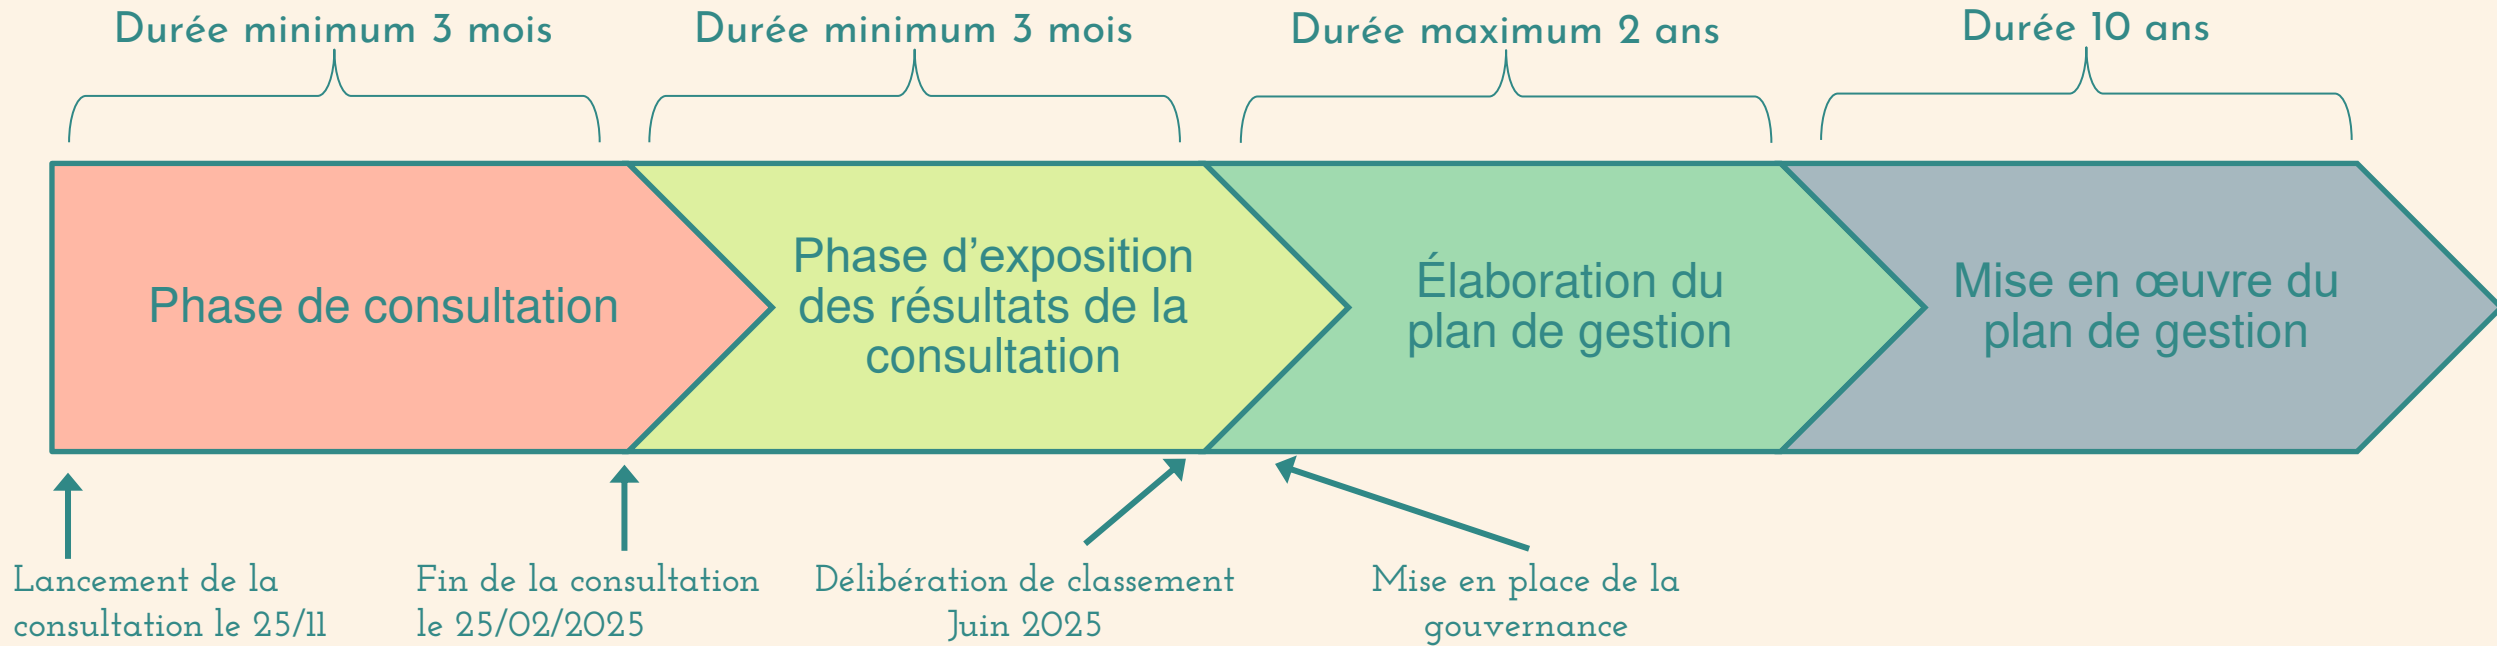 Durée minimum 3 mois
Durée minimum 3 mois
Durée maximum 2 ans
Durée 10 ans
Phase de consultation
Phase d’exposition
des résultats de la
consultation
Élaboration du
plan de gestion
Mise en œuvre du
plan de gestion
Lancement de la
consultation le 25/11
Fin de la consultation
le 25/02/2025
Délibération de classement
Juin 2025
Mise en place de la
gouvernance